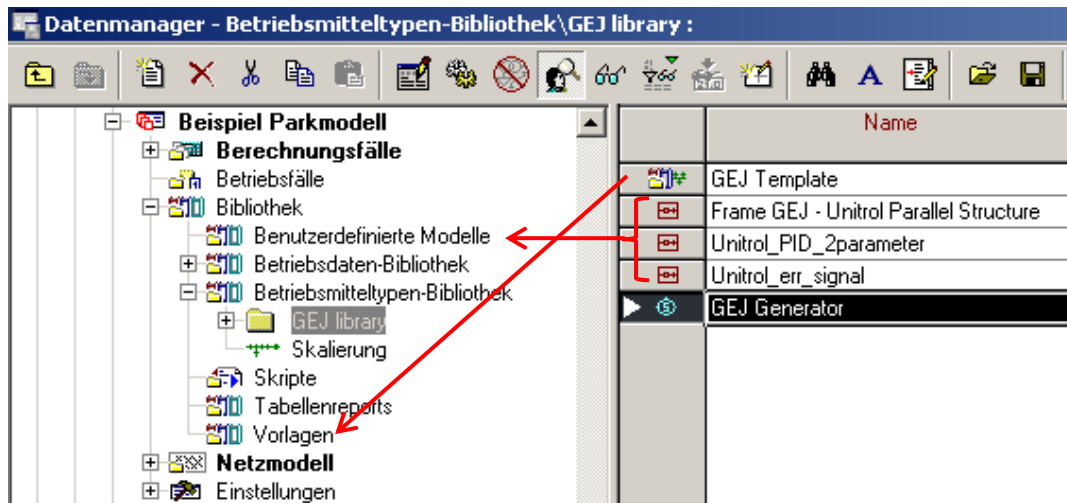 Datenmanager - Betriebsmitteltypen-Bibliothek\GEJ library :
Beispiel Parkmodell
Berechnungsfälle
Betriebsfälle
Bibliothek
Benutzerdefinierte Modelle
Betriebsdaten-Bibliothek
Betriebsmitteltypen-Bibliothek
GEJ library
Skalierung
Skripte
Tabellenreports
Vorlagen
Netzmodell
Einstellungen
Name
GEJ Template
Frame GEJ - Unitrol Parallel Structure
Unitrol_PID_2parameter
Unitrol_err_signal
GEJ Generator